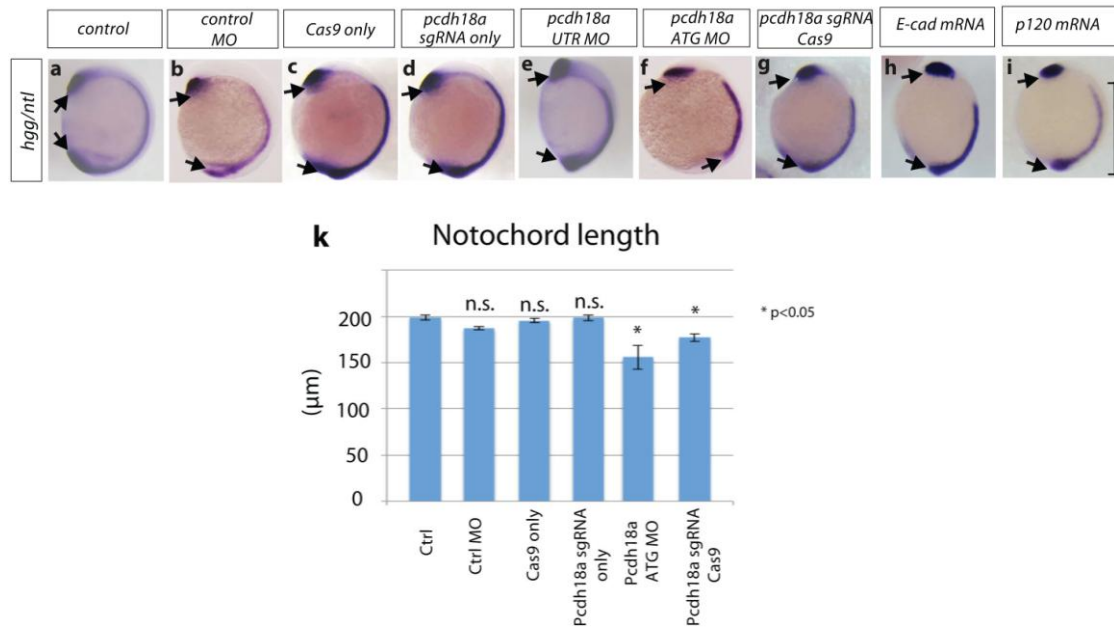 control
control
MO
Cas9 only
pcdh18a
sgRNA only
pcdh18a
UTR MO
pcdh18a
ATG MO
pcdh18a sgRNA
Cas9
E-cad mRNA
p120 mRNA
hgg/ntl
a
b
c
d
e
f
g
h
i
k
Notochord length
n.s.
n.s.
n.s.
*
*
* p<0.05
(µm)
200
150
100
50
0
Ctrl
Ctrl MO
Cas9 only
Pcdh18a sgRNA
only
Pcdh18a
ATG MO
Pcdh18a sgRNA
Cas9